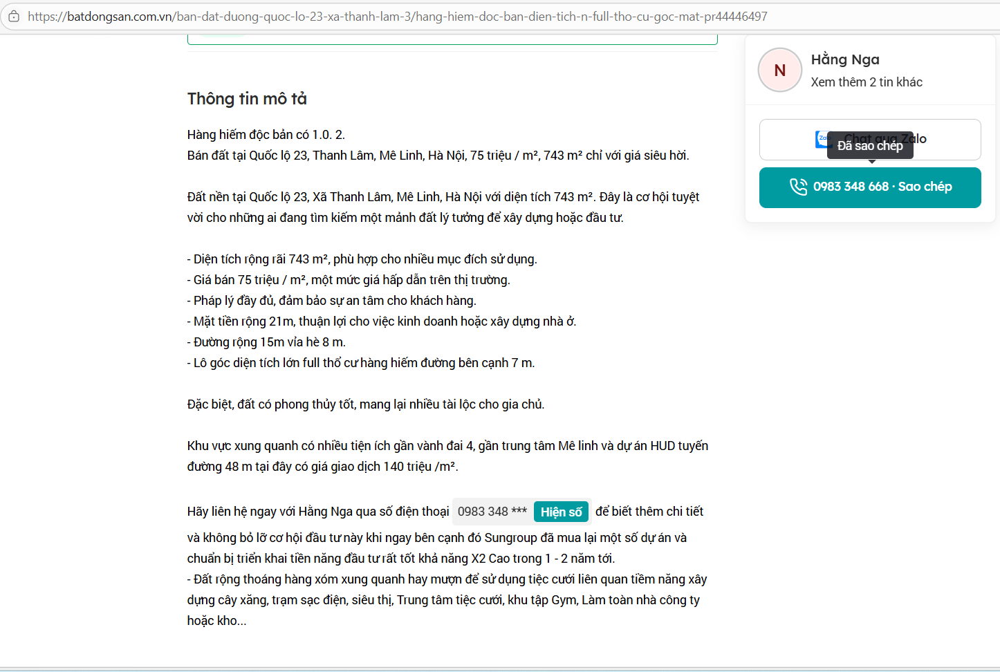 https://batdongsan.com.vn/ban-dat-duong-quoc-lo-23-xa-thanh-lam-3/hang-hiem-doc-ban-dien-tich-n-full-tho-cu-goc-mat-pr44446497
Thông tin mô tả
Hàng hiếm độc bản có 1.0. 2.
Bán đất tại Quốc lộ 23, Thanh Lâm, Mê Linh, Hà Nội, 75 triệu / m², 743 m² chỉ với giá siêu hời.
Đất nền tại Quốc lộ 23, Xã Thanh Lâm, Mê Linh, Hà Nội với diện tích 743 m². Đây là cơ hội tuyệt
vời cho những ai đang tìm kiếm một mảnh đất lý tưởng để xây dựng hoặc đầu tư.
- Diện tích rộng rãi 743 m², phù hợp cho nhiều mục đích sử dụng.
- Giá bán 75 triệu / m², một mức giá hấp dẫn trên thị trường.
- Pháp lý đầy đủ, đảm bảo sự an tâm cho khách hàng.
- Mặt tiền rộng 21m, thuận lợi cho việc kinh doanh hoặc xây dựng nhà ở.
- Đường rộng 15m vỉa hè 8 m.
- Lô góc diện tích lớn full thổ cư hàng hiếm đường bên cạnh 7 m.
Đặc biệt, đất có phong thủy tốt, mang lại nhiều tài lộc cho gia chủ.
Khu vực xung quanh có nhiều tiện ích gần vành đai 4, gần trung tâm Mê linh và dự án HUD tuyến
đường 48 m tại đây có giá giao dịch 140 triệu /m².
Hãy liên hệ ngay với Hằng Nga qua số điện thoại 0983 348 *** Hiện số để biết thêm chi tiết
và không bỏ lỡ cơ hội đầu tư này khi ngay bên cạnh đó Sungroup đã mua lại một số dự án và
chuẩn bị triển khai tiền năng đầu tư rất tốt khả năng X2 Cao trong 1 - 2 năm tới.
- Đất rộng thoáng hàng xóm xung quanh hay mượn để sử dụng tiệc cưới liên quan tiềm năng xây
dựng cây xăng, trạm sạc điện, siêu thị, Trung tâm tiệc cưới, khu tập Gym, Làm toàn nhà công ty
hoặc kho...
N
Hằng Nga
Xem thêm 2 tin khác
Zalo
Chat qua Zalo
Đã sao chép
0983 348 668 · Sao chép